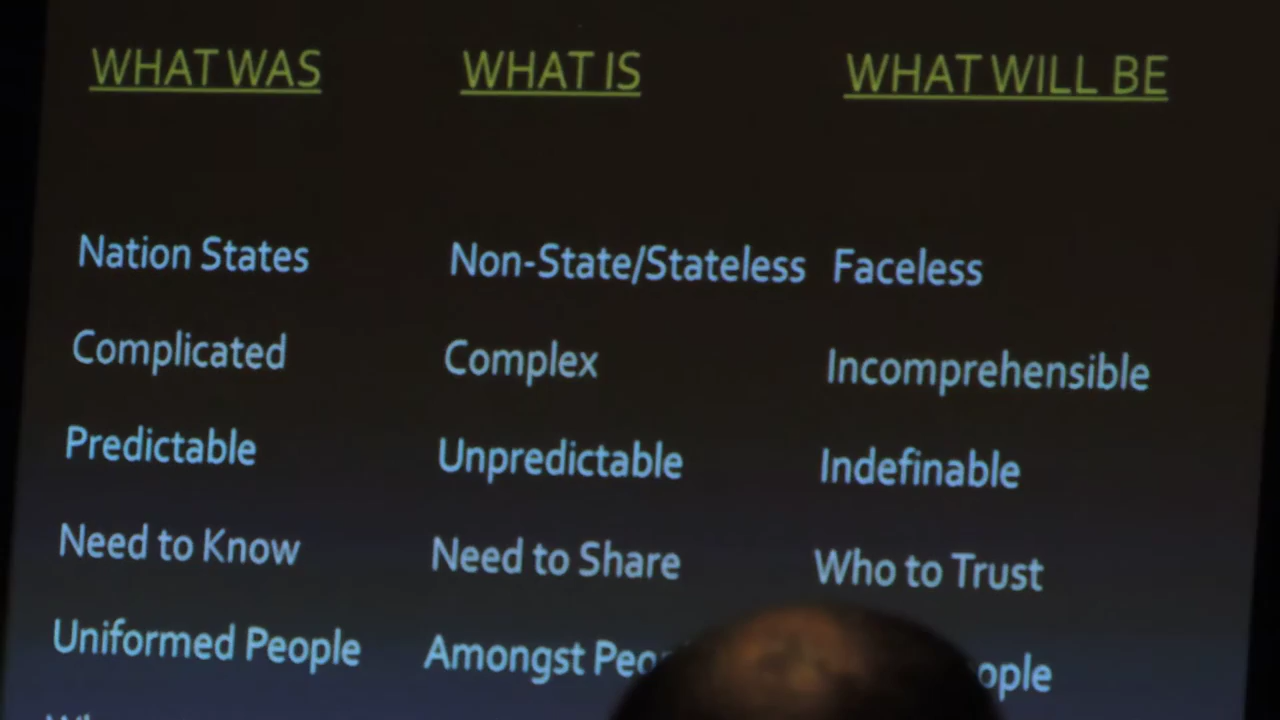 WHAT WAS WHAT IS WHAT WILL BE
Nation States Non-State/Stateless Faceless
Complicated Complex Incomprehensible
Predictable Unpredictable Indefinable
Need to Know Need to Share Who to Trust
Uniformed People Amongst